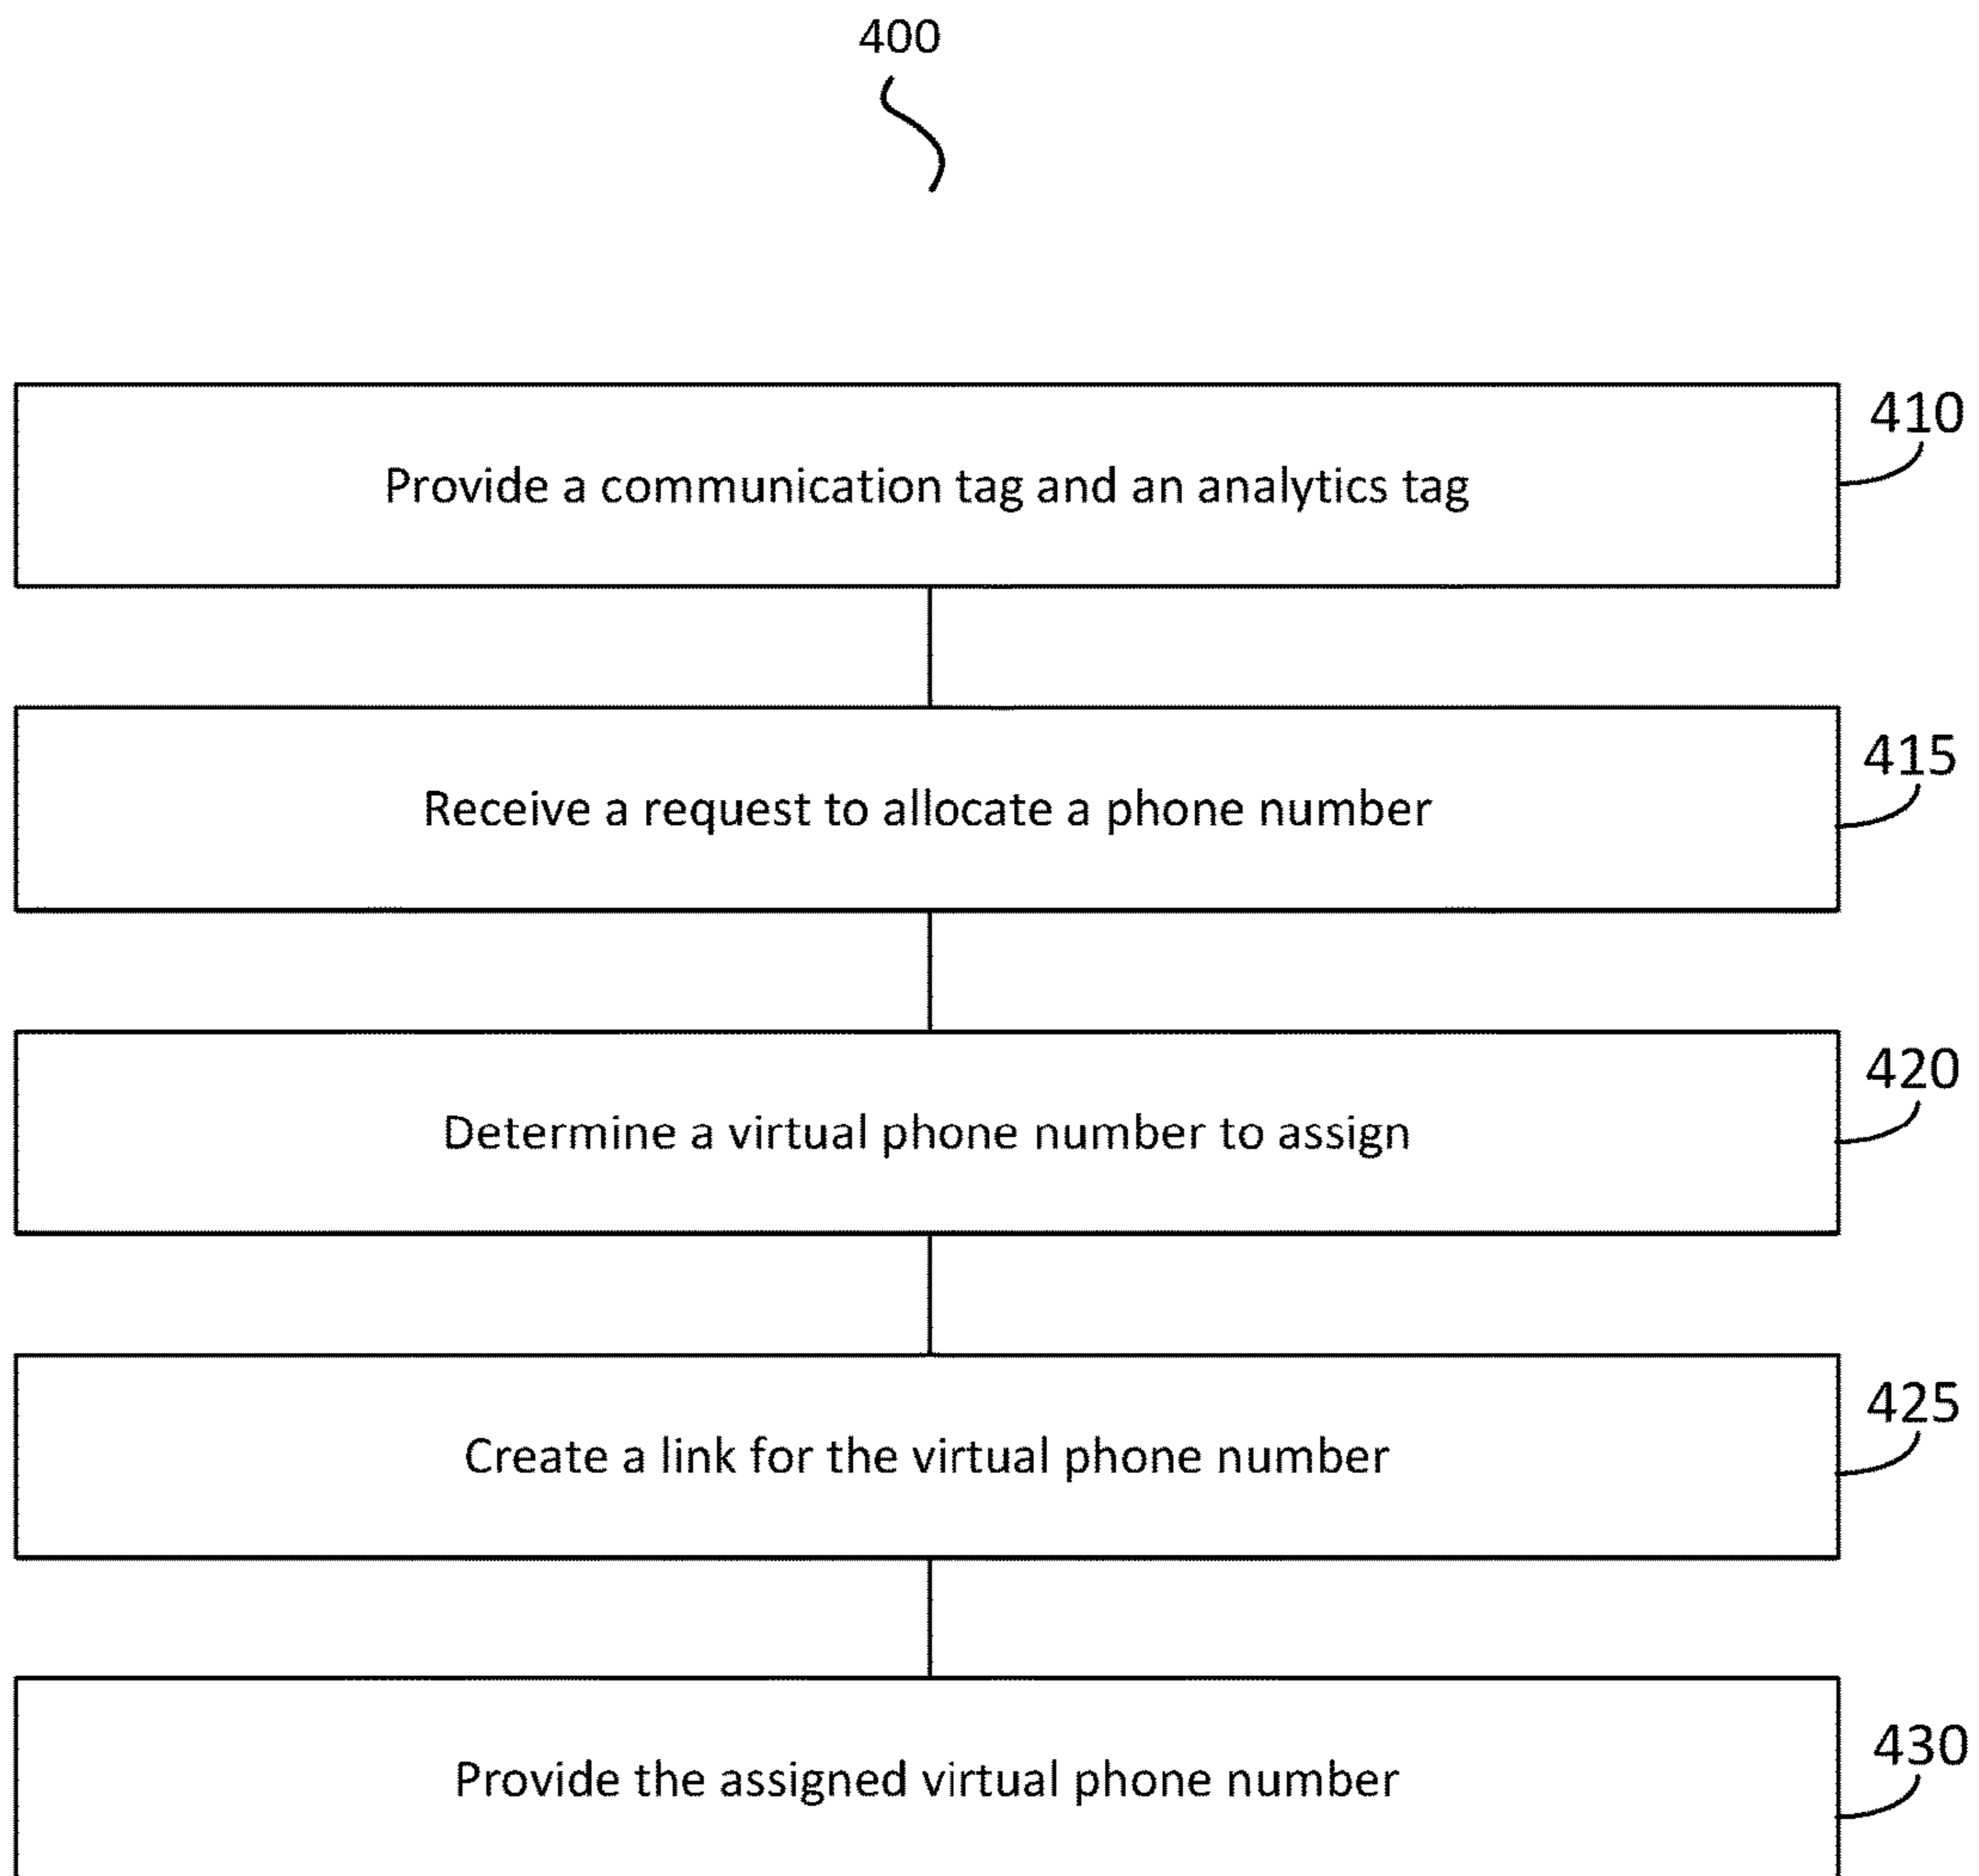 400
410
Provide a communication tag and an analytics tag
415
Receive a request to allocate a phone number
420
Determine a virtual phone number to assign
425
Create a link for the virtual phone number
430
Provide the assigned virtual phone number